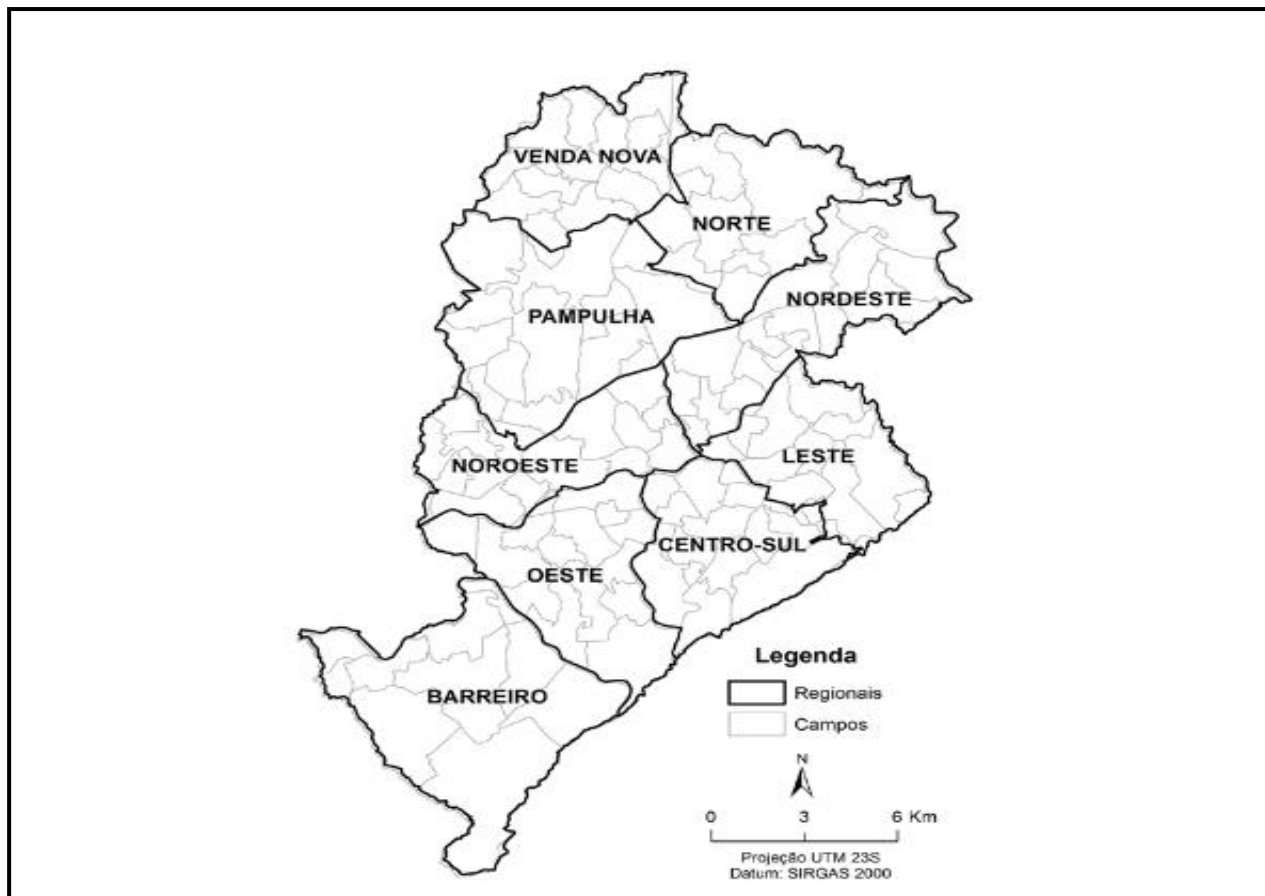 VENDA NOVA
NORTE
NORDESTE
PAMPULHA
LESTE
NOROESTE
CENTRO-SUL
OESTE
BARREIRO
Legenda
Regionais
Campos
N
0 3 6 Km
Projeção UTM 23S
Datum: SIRGAS 2000